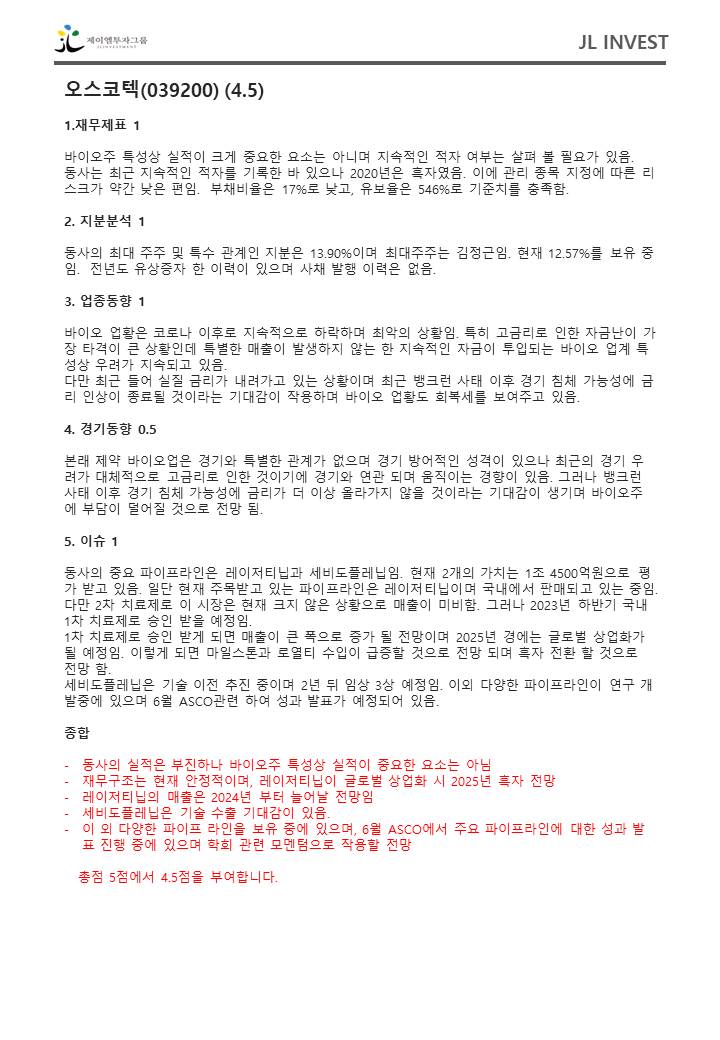 제이엘투자그룹
JL INVESTMENT
JL INVEST
오스코텍(039200) (4.5)
1.재무제표 1
바이오주 특성상 실적이 크게 중요한 요소는 아니며 지속적인 적자 여부는 살펴 볼 필요가 있음.
동사는 최근 지속적인 적자를 기록한 바 있으나 2020년은 흑자였음. 이에 관리 종목 지정에 따른 리
스크가 약간 낮은 편임. 부채비율은 17%로 낮고, 유보율은 546%로 기준치를 충족함.
2. 지분분석 1
동사의 최대 주주 및 특수 관계인 지분은 13.90%이며 최대주주는 김정근임. 현재 12.57%를 보유 중
임. 전년도 유상증자 한 이력이 있으며 사채 발행 이력은 없음.
3. 업종동향 1
바이오 업황은 코로나 이후로 지속적으로 하락하며 최악의 상황임. 특히 고금리로 인한 자금난이 가
장 타격이 큰 상황인데 특별한 매출이 발생하지 않는 한 지속적인 자금이 투입되는 바이오 업계 특
성상 우려가 지속되고 있음.
다만 최근 들어 실질 금리가 내려가고 있는 상황이며 최근 뱅크런 사태 이후 경기 침체 가능성에 금
리 인상이 종료될 것이라는 기대감이 작용하며 바이오 업황도 회복세를 보여주고 있음.
4. 경기동향 0.5
본래 제약 바이오업은 경기와 특별한 관계가 없으며 경기 방어적인 성격이 있으나 최근의 경기 우
려가 대체적으로 고금리로 인한 것이기에 경기와 연관 되며 움직이는 경향이 있음. 그러나 뱅크런
사태 이후 경기 침체 가능성에 금리가 더 이상 올라가지 않을 것이라는 기대감이 생기며 바이오주
에 부담이 덜어질 것으로 전망 됨.
5. 이슈 1
동사의 중요 파이프라인은 레이저티닙과 세비도플레닙임. 현재 2개의 가치는 1조 4500억원으로 평
가 받고 있음. 일단 현재 주목받고 있는 파이프라인은 레이저티닙이며 국내에서 판매되고 있는 중임.
다만 2차 치료제로 이 시장은 현재 크지 않은 상황으로 매출이 미비함. 그러나 2023년 하반기 국내
1차 치료제로 승인 받을 예정임.
1차 치료제로 승인 받게 되면 매출이 큰 폭으로 증가 될 전망이며 2025년 경에는 글로벌 상업화가
될 예정임. 이렇게 되면 마일스톤과 로열티 수입이 급증할 것으로 전망 되며 흑자 전환 할 것으로
전망 함.
세비도플레닙은 기술 이전 추진 중이며 2년 뒤 임상 3상 예정임. 이외 다양한 파이프라인이 연구 개
발중에 있으며 6월 ASCO관련 하여 성과 발표가 예정되어 있음.
종합
- 동사의 실적은 부진하나 바이오주 특성상 실적이 중요한 요소는 아님
- 재무구조는 현재 안정적이며, 레이저티닙이 글로벌 상업화 시 2025년 흑자 전망
- 레이저티닙의 매출은 2024년 부터 늘어날 전망임
- 세비도플레닙은 기술 수출 기대감이 있음.
- 이 외 다양한 파이프 라인을 보유 중에 있으며, 6월 ASCO에서 주요 파이프라인에 대한 성과 발
표 진행 중에 있으며 학회 관련 모멘텀으로 작용할 전망
총점 5점에서 4.5점을 부여합니다.